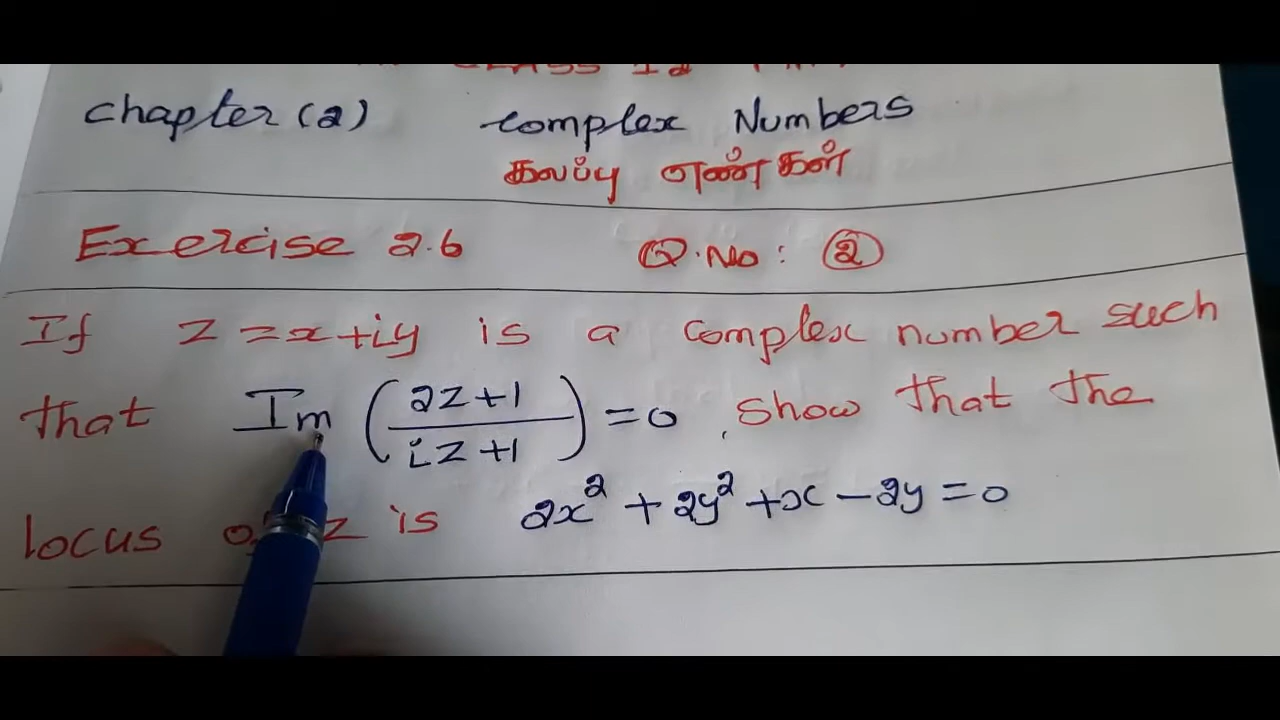 Chapter (2) Complex Numbers
கலப்பு எண்கள்
Exercise 2.6 Q.No: 2
If z = x+iy is a complex number such
that Im (2z+1 / iz+1) = 0, show that the
locus of z is 2x² + 2y² + x - 2y = 0